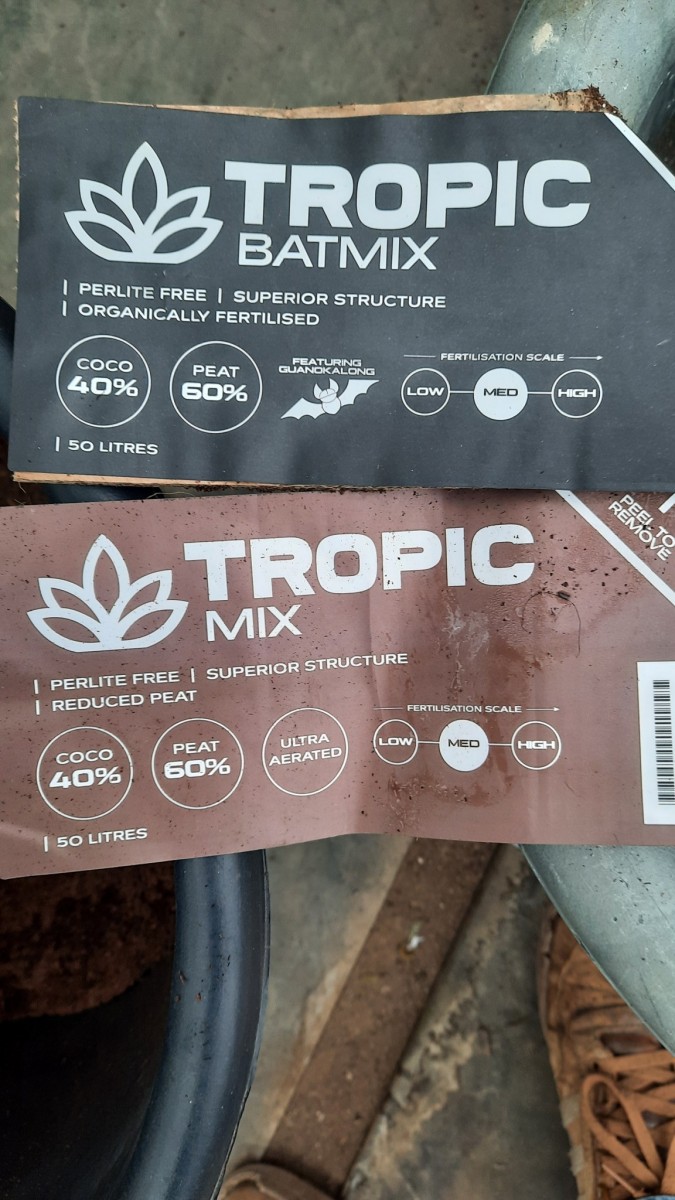 TROPIC
BATMIX
| PERLITE FREE | SUPERIOR STRUCTURE
| ORGANICALLY FERTILISED
COCO
40%
PEAT
60%
FEATURING
GUANOKALONG
FERTILISATION SCALE
LOW MED HIGH
| 50 LITRES
PEEL TO
REMOVE
TROPIC
MIX
| PERLITE FREE | SUPERIOR STRUCTURE
| REDUCED PEAT
COCO
40%
PEAT
60%
ULTRA
AERATED
FERTILISATION SCALE
LOW MED HIGH
| 50 LITRES